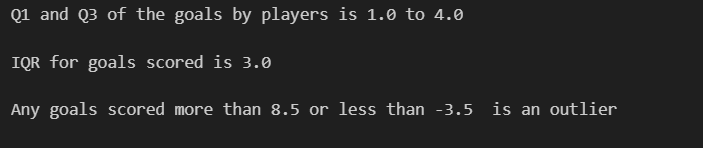 Q1 and Q3 of the goals by players is 1.0 to 4.0
IQR for goals scored is 3.0
Any goals scored more than 8.5 or less than -3.5  is an outlier